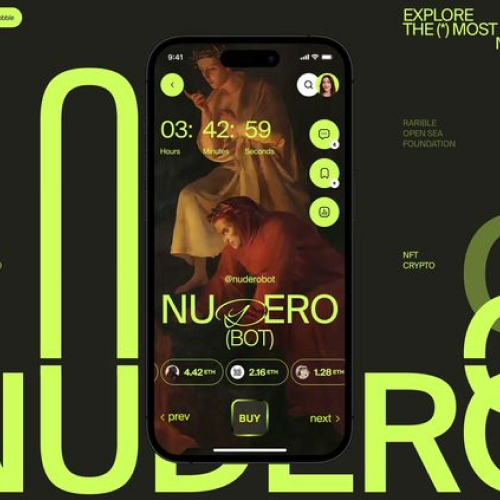 EXPLORE
THE (*) MOST
9:41
03: 42: 59
Hours Minutes Seconds
RARIBLE
OPEN SEA
FOUNDATION
NFT
CRYPTO
@nuderobot
NUDERO
(BOT)
4.42 ETH 2.16 ETH 1.28 ETH
‹ prev BUY next ›
NUDERO